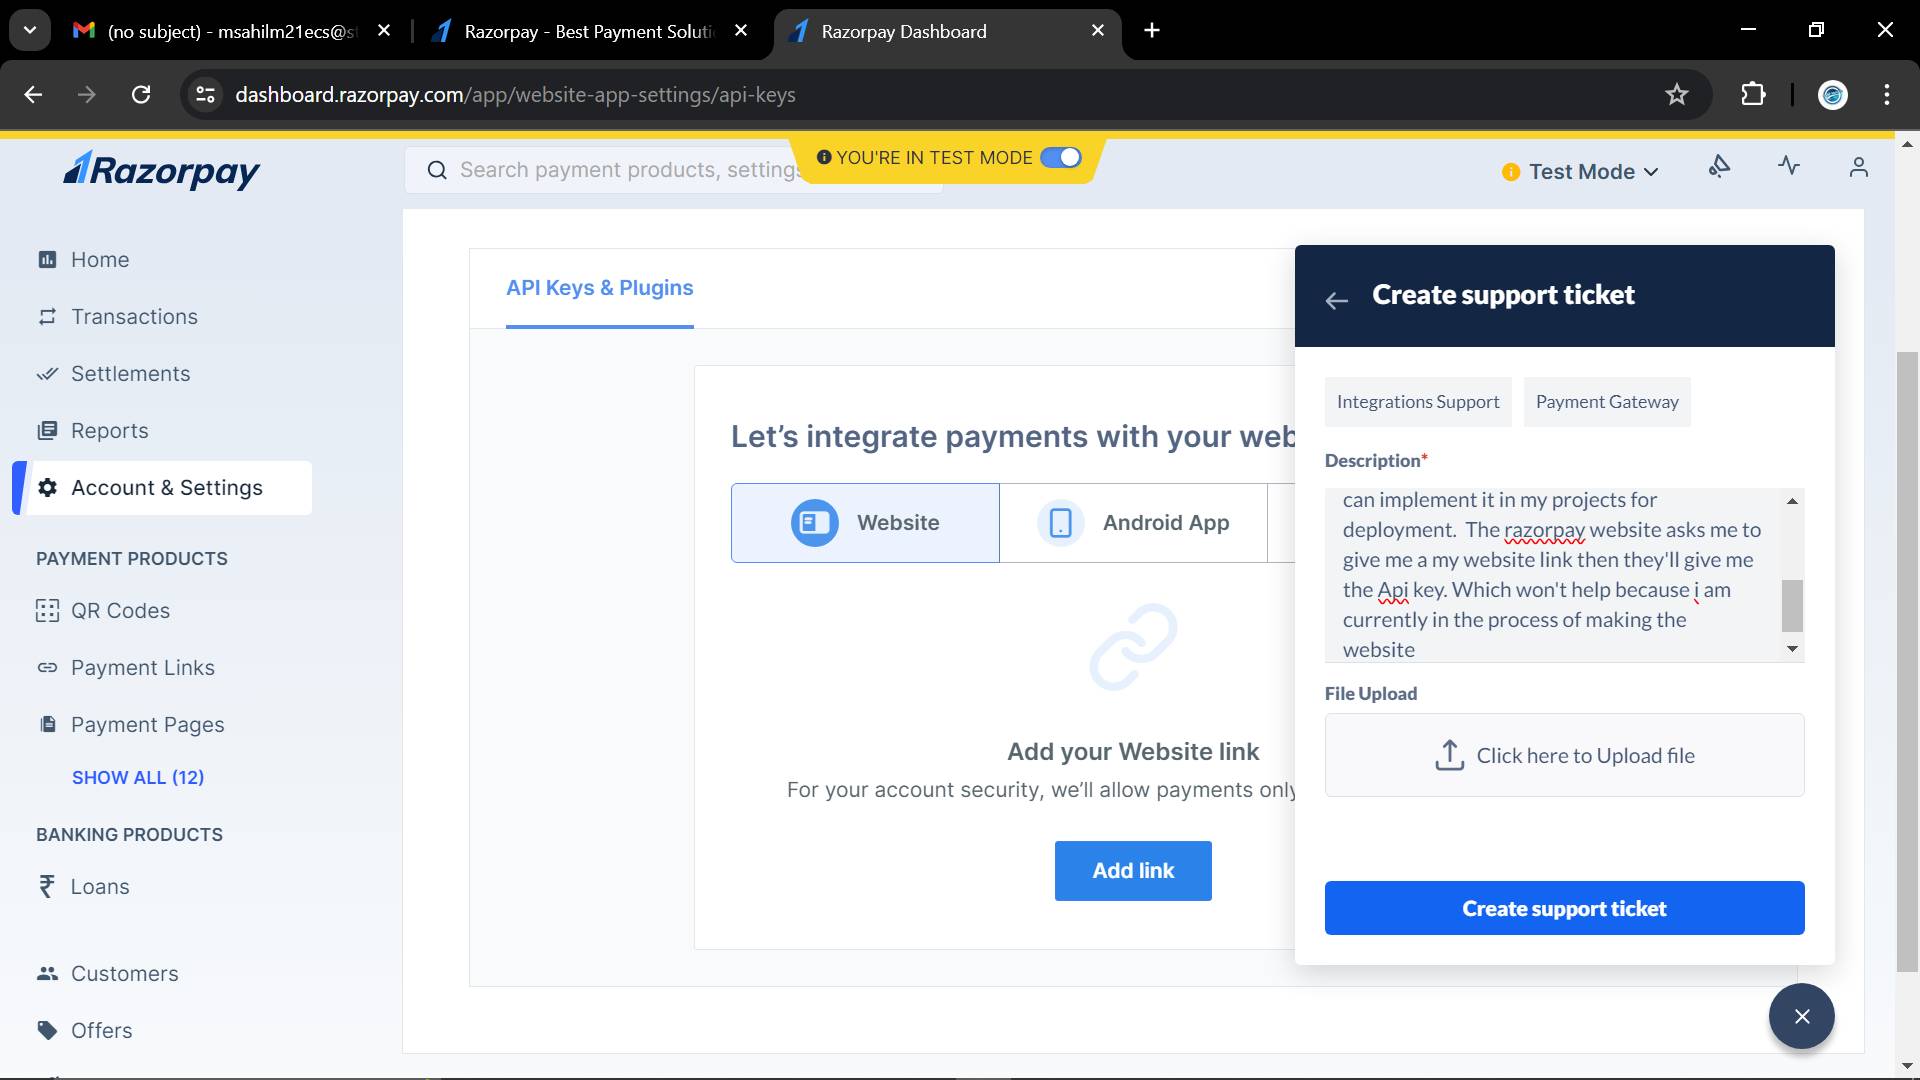 (no subject) - msahilm21ecs@st
Razorpay - Best Payment Soluti
Razorpay Dashboard
dashboard.razorpay.com/app/website-app-settings/api-keys
Razorpay
Search payment products, settings
YOU'RE IN TEST MODE
Test Mode
Home
Transactions
Settlements
Reports
Account & Settings
PAYMENT PRODUCTS
QR Codes
Payment Links
Payment Pages
SHOW ALL (12)
BANKING PRODUCTS
Loans
Customers
Offers
API Keys & Plugins
Let's integrate payments with your web
Website
Android App
Add your Website link
For your account security, we'll allow payments only
Add link
Create support ticket
Integrations Support
Payment Gateway
Description*
can implement it in my projects for
deployment. The razorpay website asks me to
give me a my website link then they'll give me
the Api key. Which won't help because i am
currently in the process of making the
website
File Upload
Click here to Upload file
Create support ticket